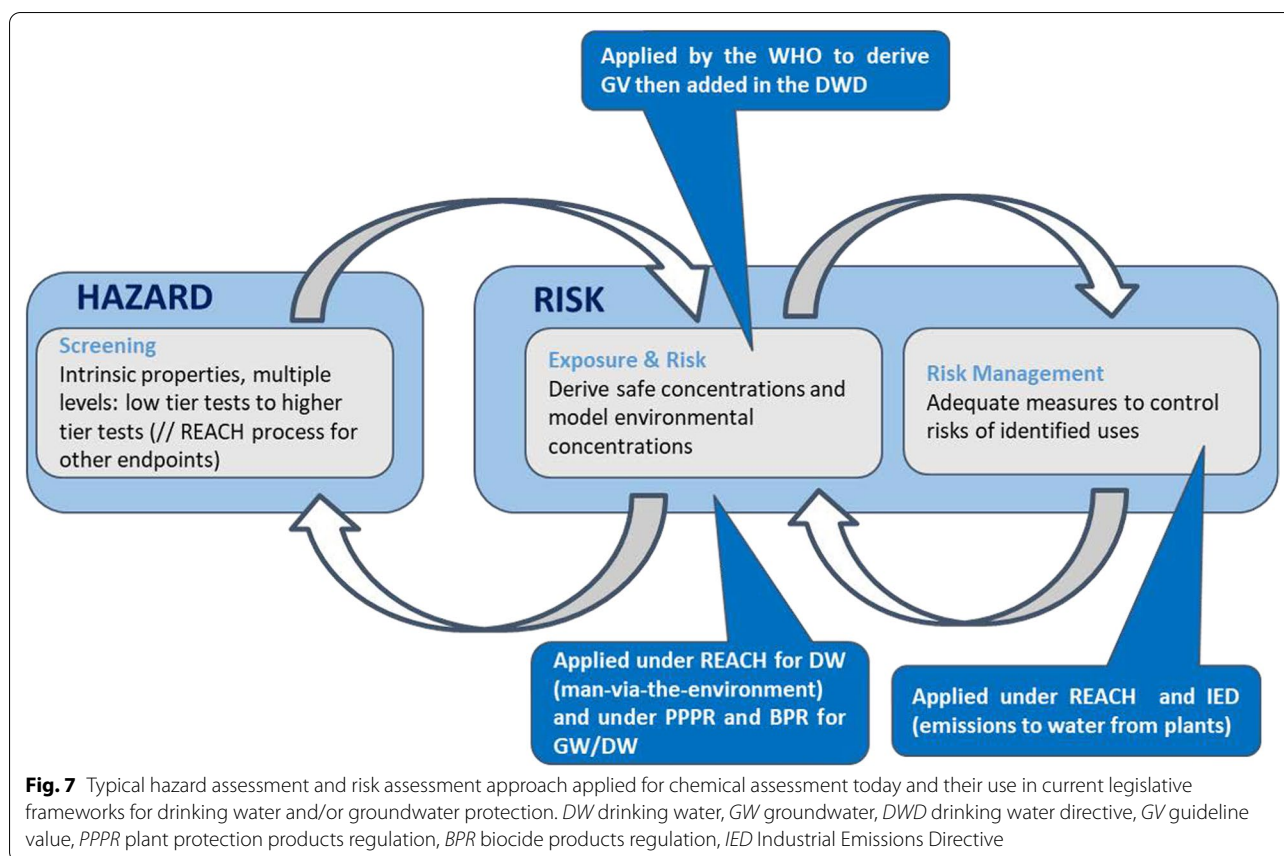 Applied by the WHO to derive
GV then added in the DWD
HAZARD
Screening
Intrinsic properties, multiple
levels: low tier tests to higher
tier tests (// REACH process for
other endpoints)
RISK
Exposure & Risk
Derive safe concentrations and
model environmental
concentrations
Risk Management
Adequate measures to control
risks of identified uses
Applied under REACH for DW
(man-via-the-environment)
and under PPPR and BPR for
GW/DW
Applied under REACH and IED
(emissions to water from plants)
Fig. 7 Typical hazard assessment and risk assessment approach applied for chemical assessment today and their use in current legislative
frameworks for drinking water and/or groundwater protection. DW drinking water, GW groundwater, DWD drinking water directive, GV guideline
value, PPPR plant protection products regulation, BPR biocide products regulation, IED Industrial Emissions Directive